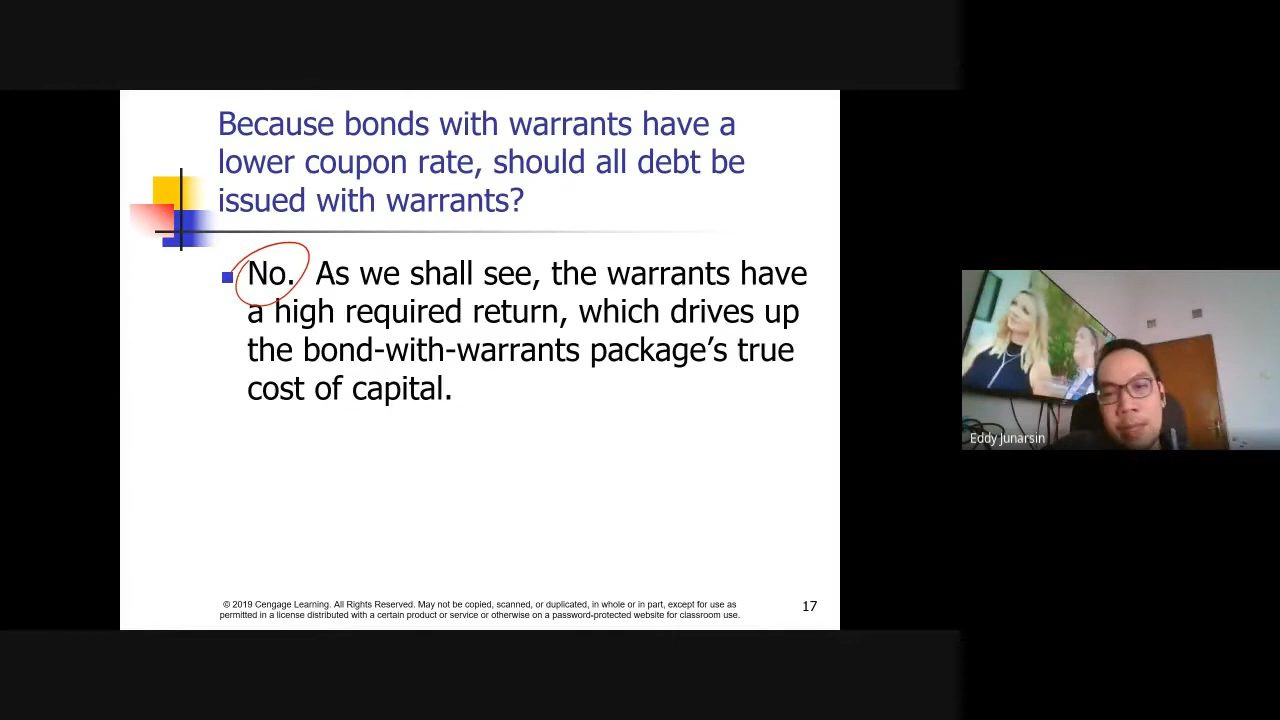 Because bonds with warrants have a
lower coupon rate, should all debt be
issued with warrants?
No. As we shall see, the warrants have
a high required return, which drives up
the bond-with-warrants package’s true
cost of capital.
© 2019 Cengage Learning. All Rights Reserved. May not be copied, scanned, or duplicated, in whole or in part, except for use as
permitted in a license distributed with a certain product or service or otherwise on a password-protected website for classroom use.
17
Eddy Junarsin